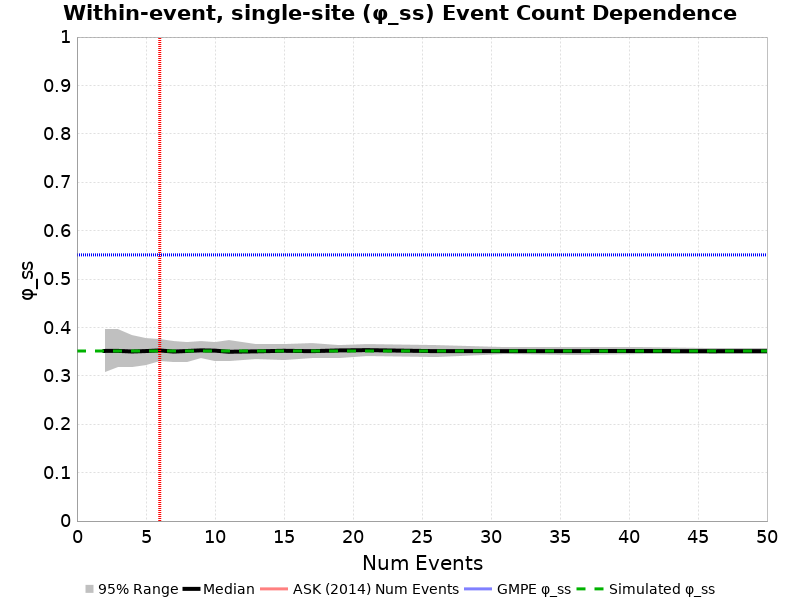 Within-event, single-site (φ_ss) Event Count Dependence
1
0.9
0.8
0.7
0.6
0.5
0.4
0.3
0.2
0.1
0
φ_ss
0 5 10 15 20 25 30 35 40 45 50
Num Events
95% Range Median ASK (2014) Num Events GMPE φ_ss Simulated φ_ss